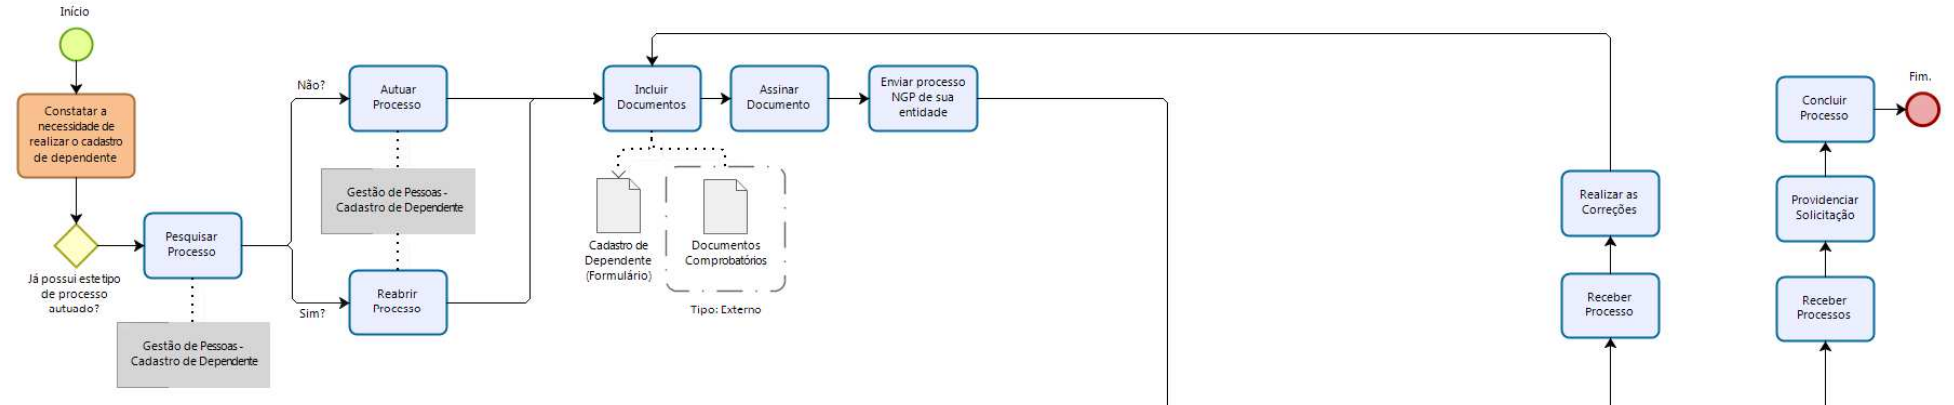 Início
Constatar a
necessidade de
realizar o cadastro
de dependente
Já possui este tipo
de processo
autuado?
Pesquisar
Processo
Gestão de Pessoas -
Cadastro de Dependente
Não?
Autuar
Processo
Gestão de Pessoas -
Cadastro de Dependente
Sim?
Reabrir
Processo
Incluir
Documentos
Cadastro de
Dependente
(Formulário)
Documentos
Comprobatórios
Tipo: Externo
Assinar
Documento
Enviar processo
NGP de sua
entidade
Realizar as
Correções
Receber
Processo
Concluir
Processo
Fim.
Providenciar
Solicitação
Receber
Processos